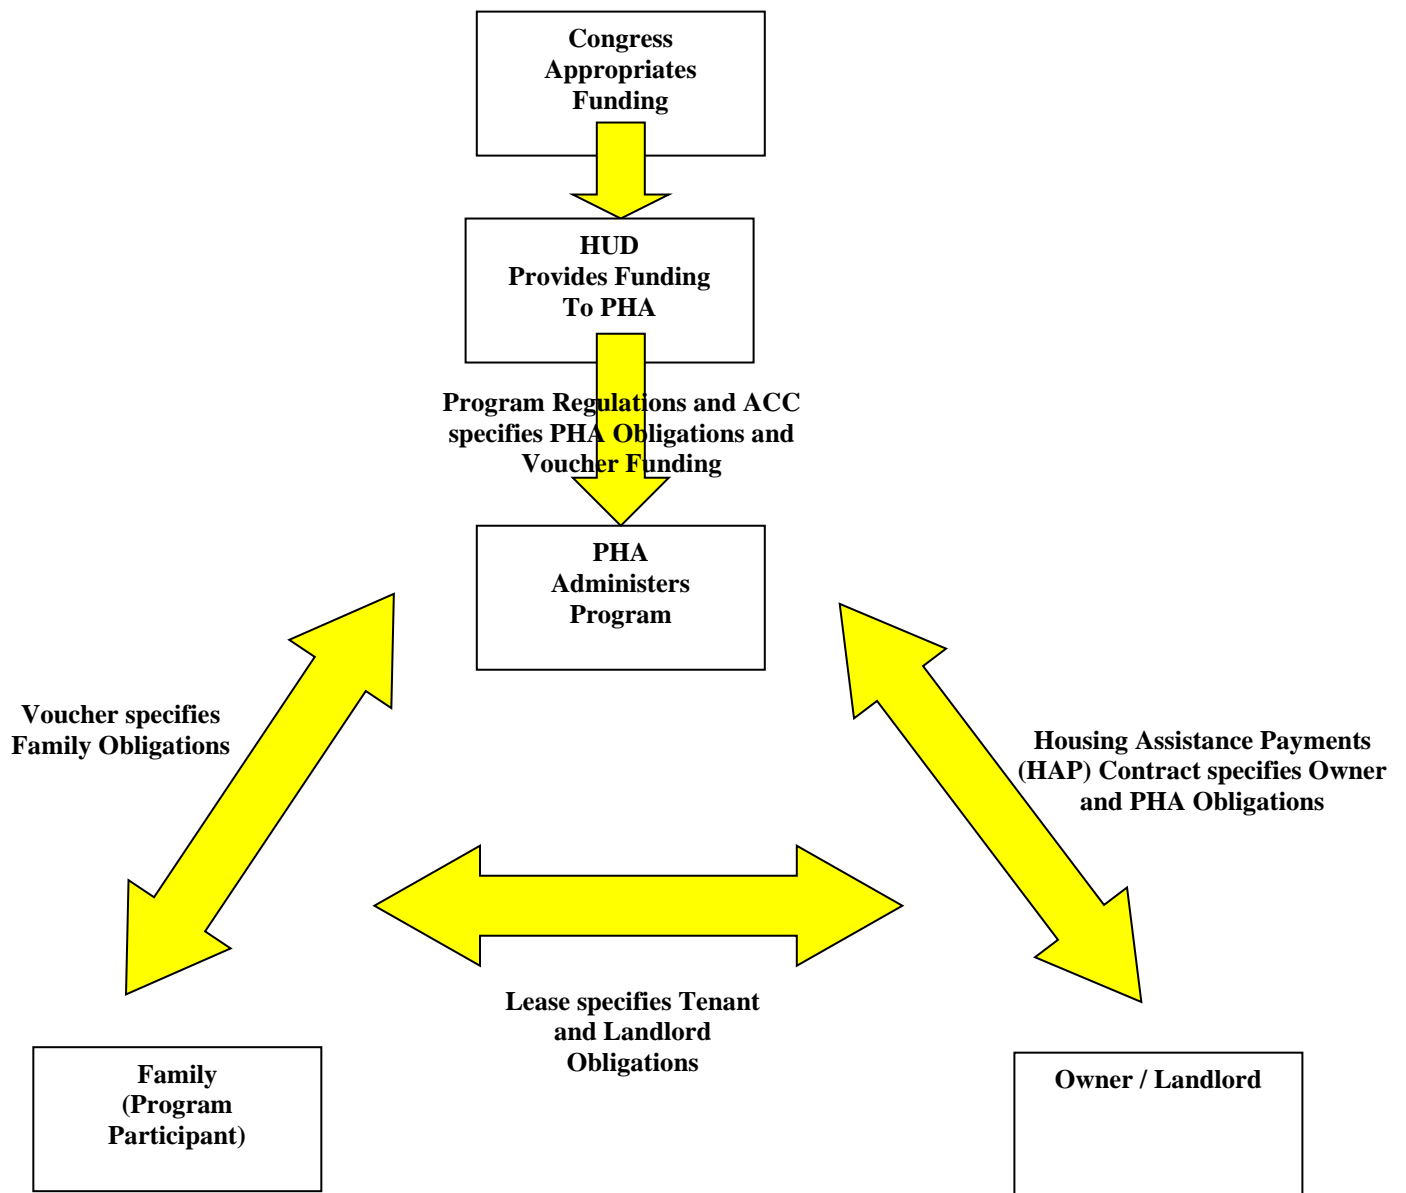 Congress
Appropriates
Funding
HUD
Provides Funding
To PHA
Program Regulations and ACC
specifies PHA Obligations and
Voucher Funding
PHA
Administers
Program
Voucher specifies
Family Obligations
Housing Assistance Payments
(HAP) Contract specifies Owner
and PHA Obligations
Lease specifies Tenant
and Landlord
Obligations
Family
(Program
Participant)
Owner / Landlord